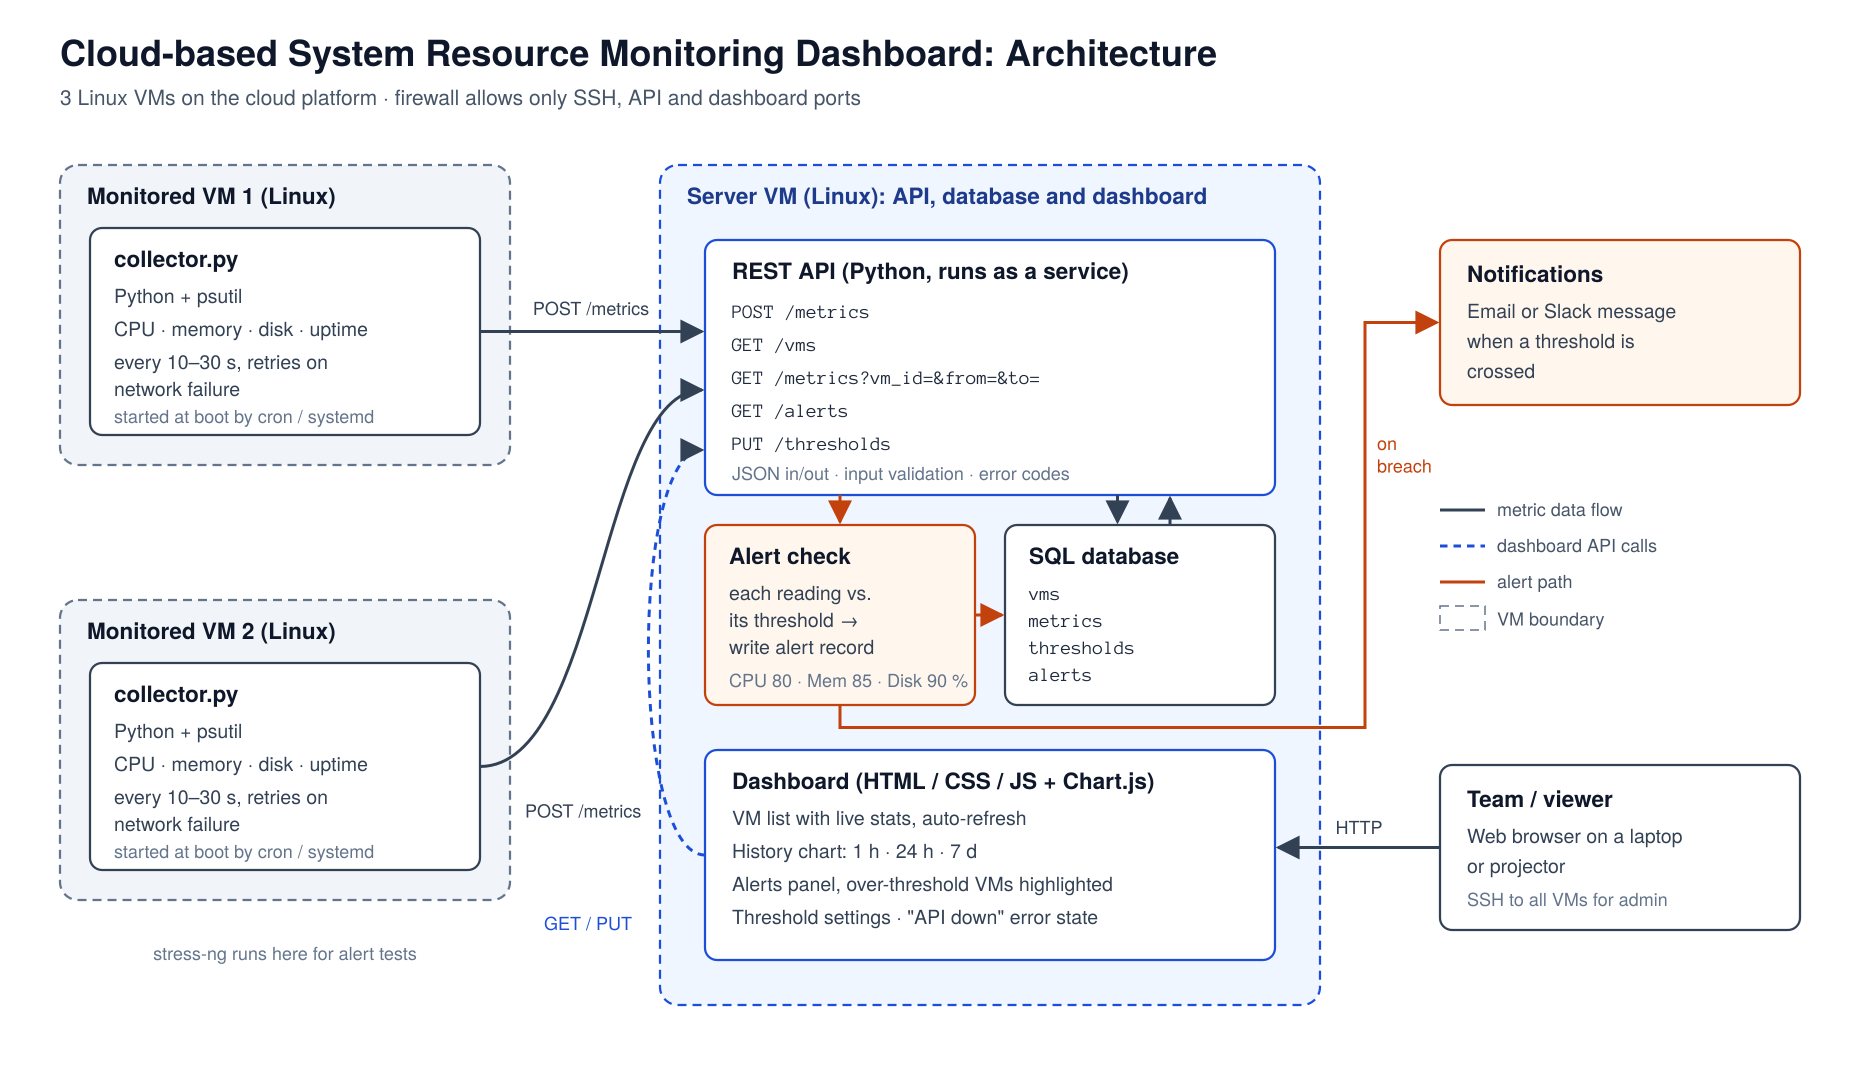 Cloud-based System Resource Monitoring Dashboard: Architecture
3 Linux VMs on the cloud platform · firewall allows only SSH, API and dashboard ports
Monitored VM 1 (Linux)
collector.py
Python + psutil
CPU · memory · disk · uptime
every 10–30 s, retries on
network failure
started at boot by cron / systemd
POST /metrics
Monitored VM 2 (Linux)
collector.py
Python + psutil
CPU · memory · disk · uptime
every 10–30 s, retries on
network failure
started at boot by cron / systemd
POST /metrics
GET / PUT
stress-ng runs here for alert tests
Server VM (Linux): API, database and dashboard
REST API (Python, runs as a service)
POST /metrics
GET /vms
GET /metrics?vm_id=&from=&to=
GET /alerts
PUT /thresholds
JSON in/out · input validation · error codes
Alert check
each reading vs.
its threshold →
write alert record
CPU 80 · Mem 85 · Disk 90 %
SQL database
vms
metrics
thresholds
alerts
Dashboard (HTML / CSS / JS + Chart.js)
VM list with live stats, auto-refresh
History chart: 1 h · 24 h · 7 d
Alerts panel, over-threshold VMs highlighted
Threshold settings · "API down" error state
Notifications
Email or Slack message
when a threshold is
crossed
on
breach
metric data flow
dashboard API calls
alert path
VM boundary
HTTP
Team / viewer
Web browser on a laptop
or projector
SSH to all VMs for admin